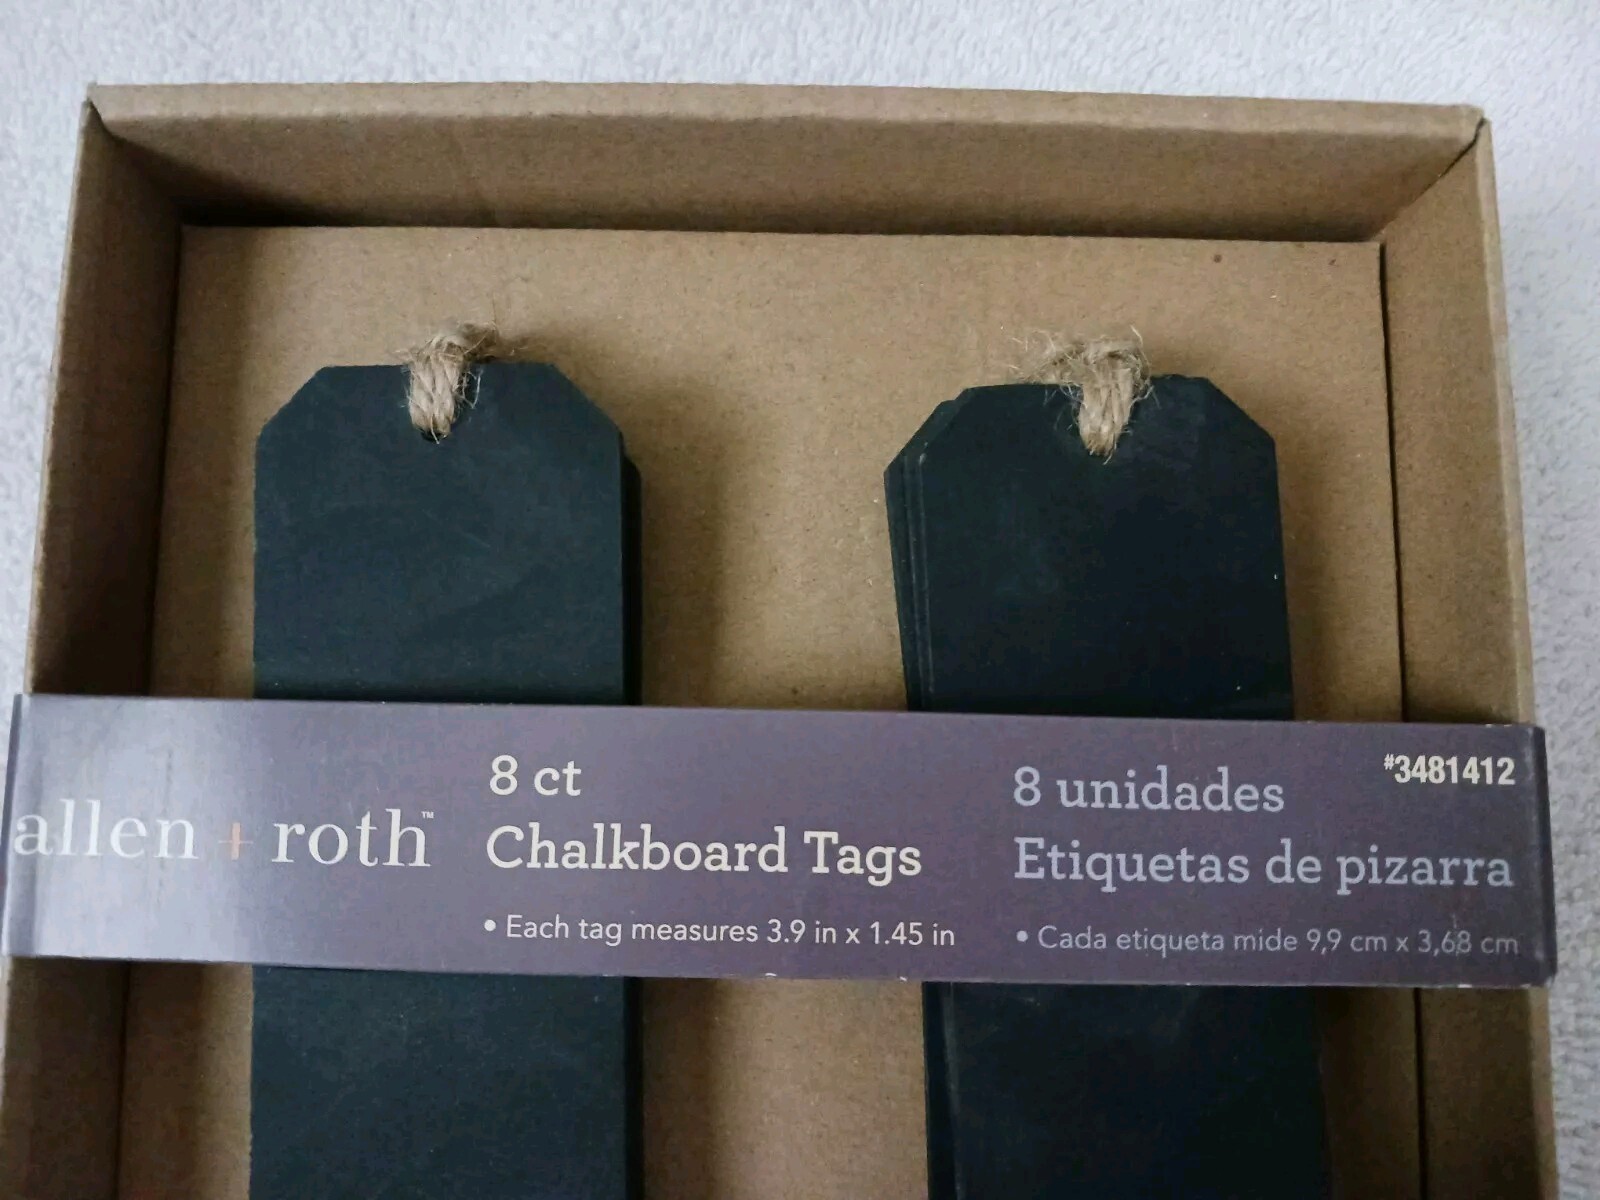 allen + roth™
8 ct
Chalkboard Tags
• Each tag measures 3.9 in x 1.45 in
#3481412
8 unidades
Etiquetas de pizarra
• Cada etiqueta mide 9,9 cm x 3,68 cm